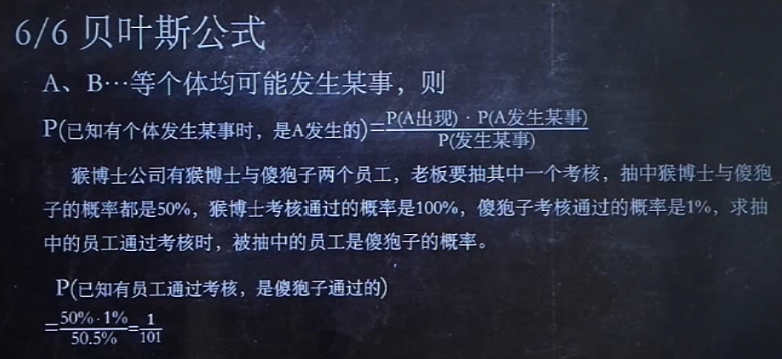 6/6 贝叶斯公式
A、B…等个体均可能发生某事，则
P(已知有个体发生某事时，是A发生的)=P(A出现)·P(A发生某事)/P(发生某事)
猴博士公司有猴博士与傻狍子两个员工，老板要抽其中一个考核，抽中猴博士与傻狍
子的概率都是50%，猴博士考核通过的概率是100%，傻狍子考核通过的概率是1%，求抽
中的员工通过考核时，被抽中的员工是傻狍子的概率。
P(已知有员工通过考核，是傻狍子通过的)
=50%·1%/50.5%=1/101